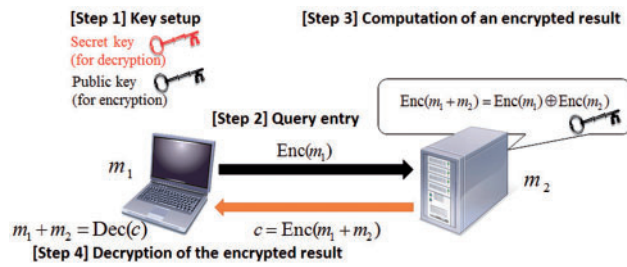 [Step 1] Key setup
Secret key
(for decryption)
Public key
(for encryption)
[Step 3] Computation of an encrypted result
Enc(m₁ + m₂) = Enc(m₁) ⊕ Enc(m₂)
[Step 2] Query entry
Enc(m₁)
m₁
m₂
m₁ + m₂ = Dec(c)
c = Enc(m₁ + m₂)
[Step 4] Decryption of the encrypted result